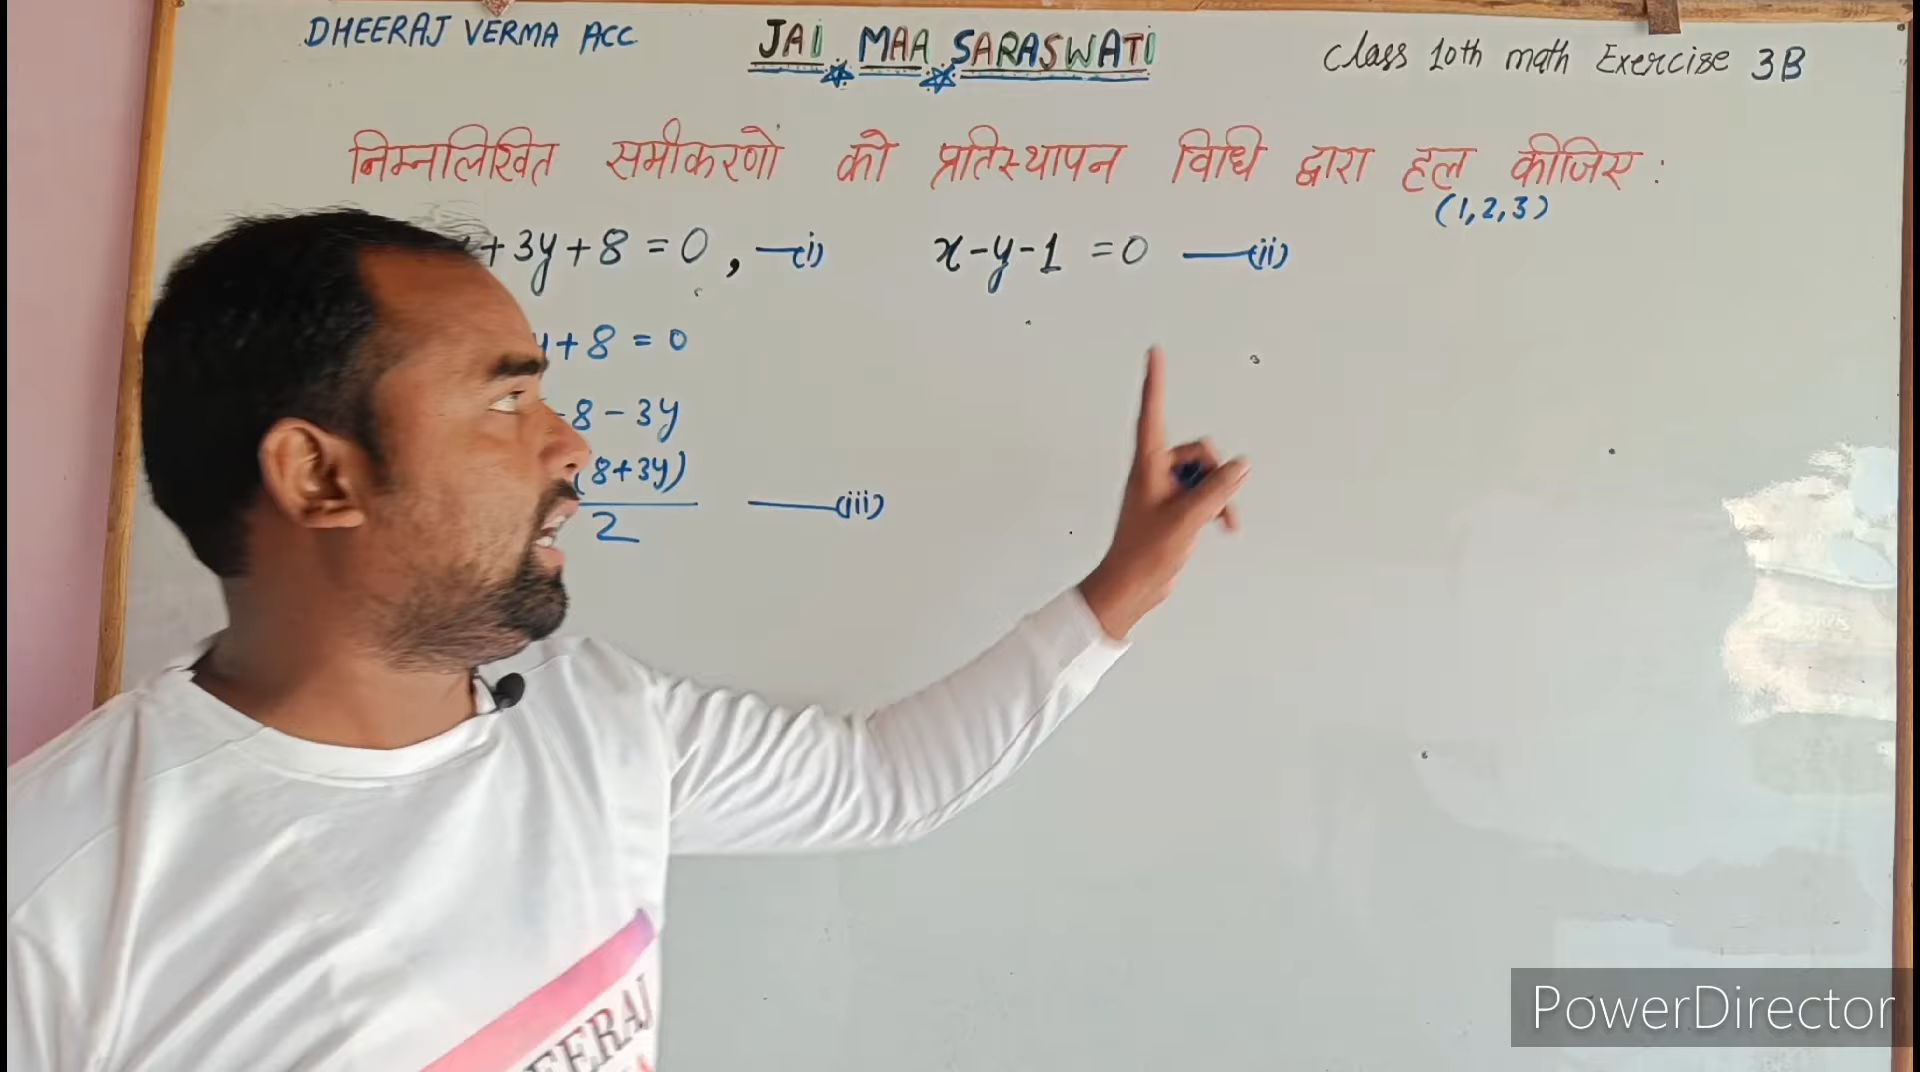 DHEERAJ VERMA ACC
JAI MAA SARASWATI
Class 10th math Exercise 3B
निम्नलिखित समीकरणों को प्रतिस्थापन विधि द्वारा हल कीजिए :
(1,2,3)
+ 3y + 8 = 0 , —(i)
x - y - 1 = 0 —(ii)
+ 8 = 0
- 8 - 3y
(8+3y)
2
—(iii)
EERAJ
PowerDirector